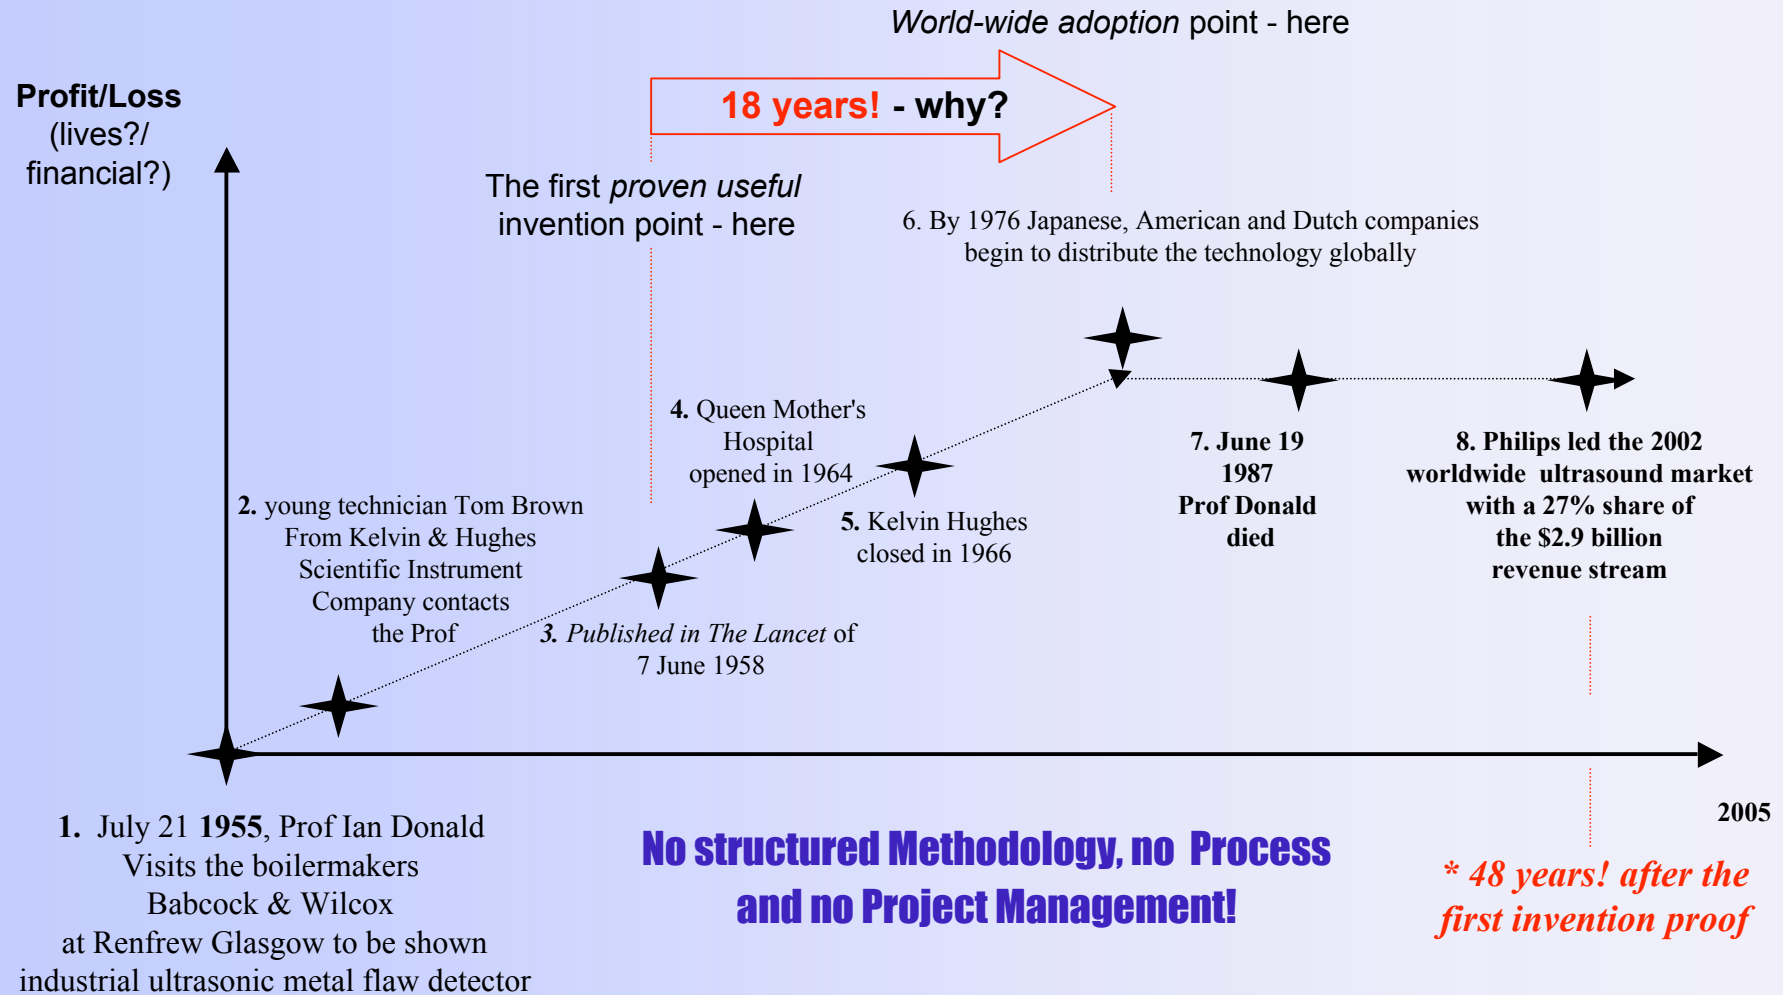 World-wide adoption point - here
Profit/Loss
(lives?/
financial?)
18 years! - why?
The first proven useful
invention point - here
6. By 1976 Japanese, American and Dutch companies
begin to distribute the technology globally
4. Queen Mother's
Hospital
opened in 1964
2. young technician Tom Brown
From Kelvin & Hughes
Scientific Instrument
Company contacts
the Prof
3. Published in The Lancet of
7 June 1958
5. Kelvin Hughes
closed in 1966
7. June 19
1987
Prof Donald
died
8. Philips led the 2002
worldwide ultrasound market
with a 27% share of
the $2.9 billion
revenue stream
2005
1. July 21 1955, Prof Ian Donald
Visits the boilermakers
Babcock & Wilcox
at Renfrew Glasgow to be shown
industrial ultrasonic metal flaw detector
No structured Methodology, no Process
and no Project Management!
* 48 years! after the
first invention proof